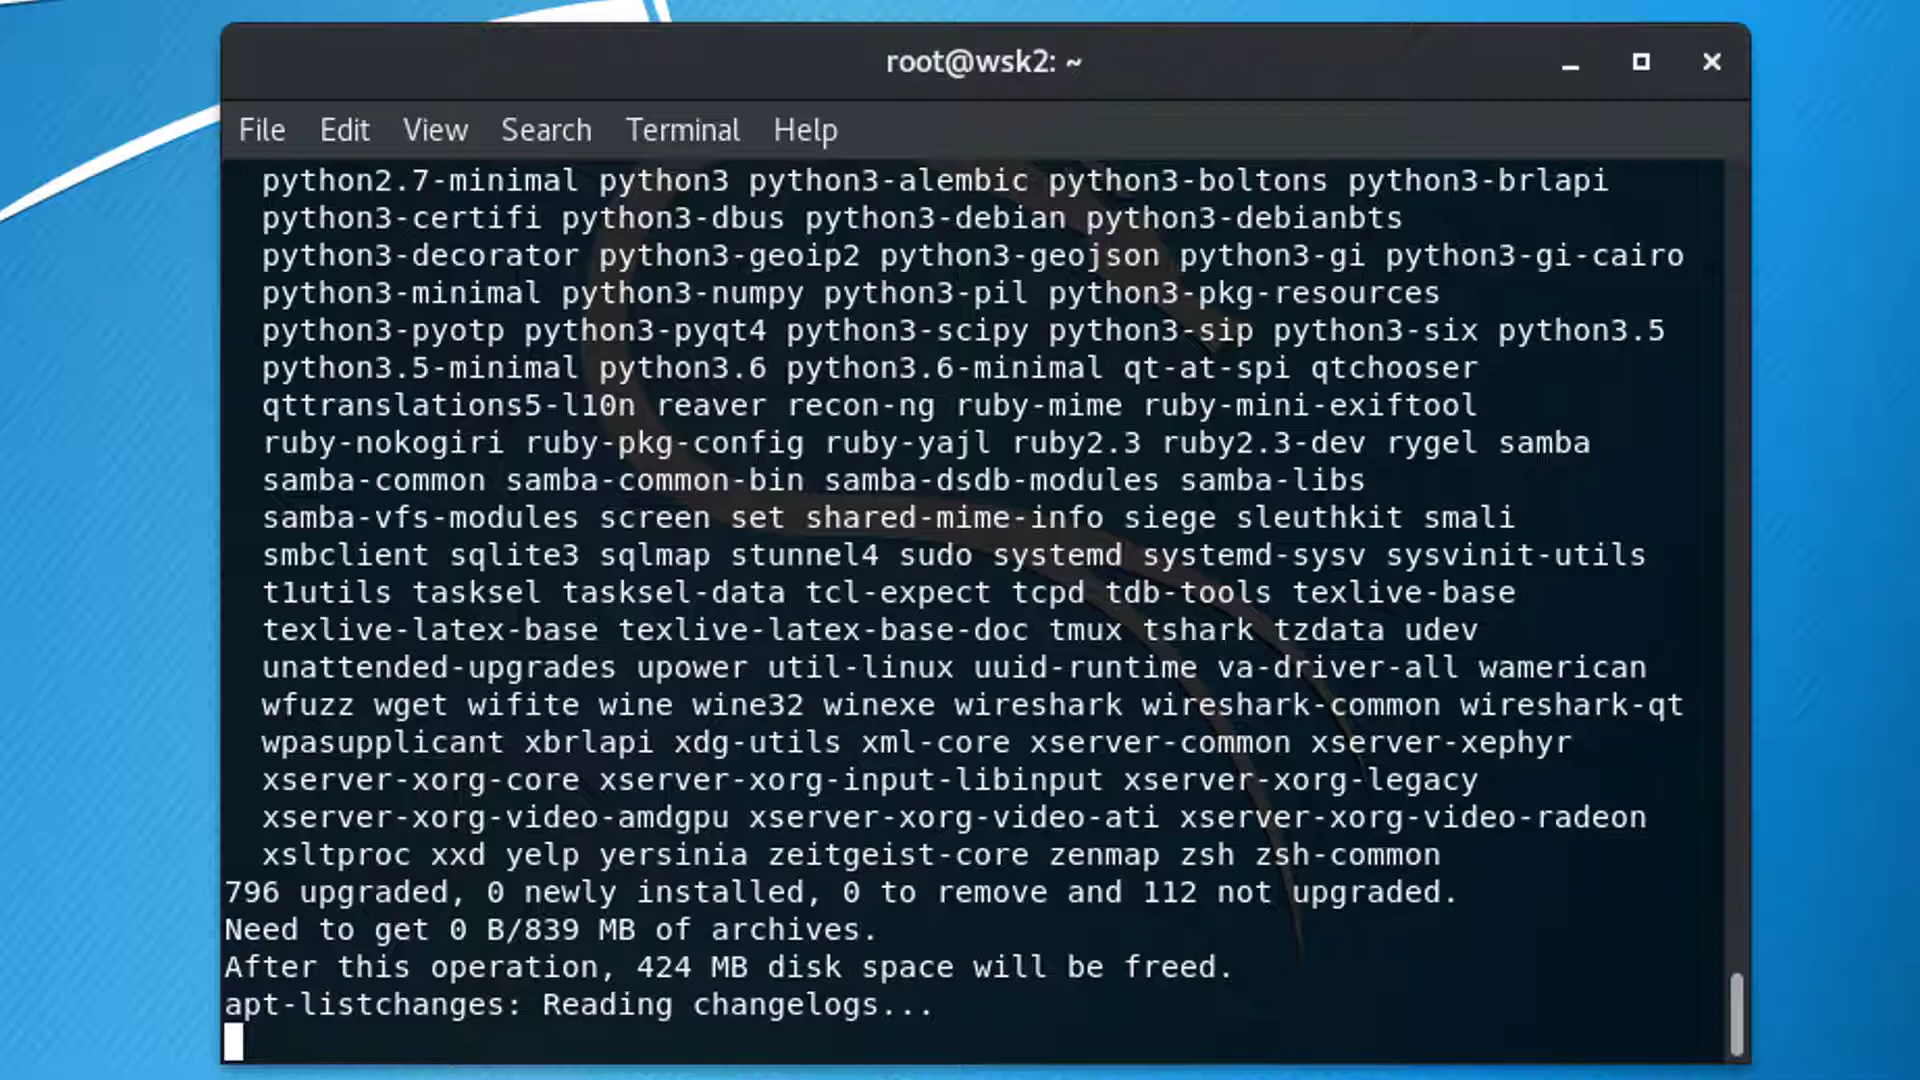 root@wsk2: ~
File Edit View Search Terminal Help
python2.7-minimal python3 python3-alembic python3-boltons python3-brlapi
python3-certifi python3-dbus python3-debian python3-debianbts
python3-decorator python3-geoip2 python3-geojson python3-gi python3-gi-cairo
python3-minimal python3-numpy python3-pil python3-pkg-resources
python3-pyotp python3-pyqt4 python3-scipy python3-sip python3-six python3.5
python3.5-minimal python3.6 python3.6-minimal qt-at-spi qtchooser
qttranslations5-l10n reaver recon-ng ruby-mime ruby-mini-exiftool
ruby-nokogiri ruby-pkg-config ruby-yajl ruby2.3 ruby2.3-dev rygel samba
samba-common samba-common-bin samba-dsdb-modules samba-libs
samba-vfs-modules screen set shared-mime-info siege sleuthkit smali
smbclient sqlite3 sqlmap stunnel4 sudo systemd systemd-sysv sysvinit-utils
t1utils tasksel tasksel-data tcl-expect tcpd tdb-tools texlive-base
texlive-latex-base texlive-latex-base-doc tmux tshark tzdata udev
unattended-upgrades upower util-linux uuid-runtime va-driver-all wamerican
wfuzz wget wifite wine wine32 winexe wireshark wireshark-common wireshark-qt
wpasupplicant xbrlapi xdg-utils xml-core xserver-common xserver-xephyr
xserver-xorg-core xserver-xorg-input-libinput xserver-xorg-legacy
xserver-xorg-video-amdgpu xserver-xorg-video-ati xserver-xorg-video-radeon
xsltproc xxd yelp yersinia zeitgeist-core zenmap zsh zsh-common
796 upgraded, 0 newly installed, 0 to remove and 112 not upgraded.
Need to get 0 B/839 MB of archives.
After this operation, 424 MB disk space will be freed.
apt-listchanges: Reading changelogs...